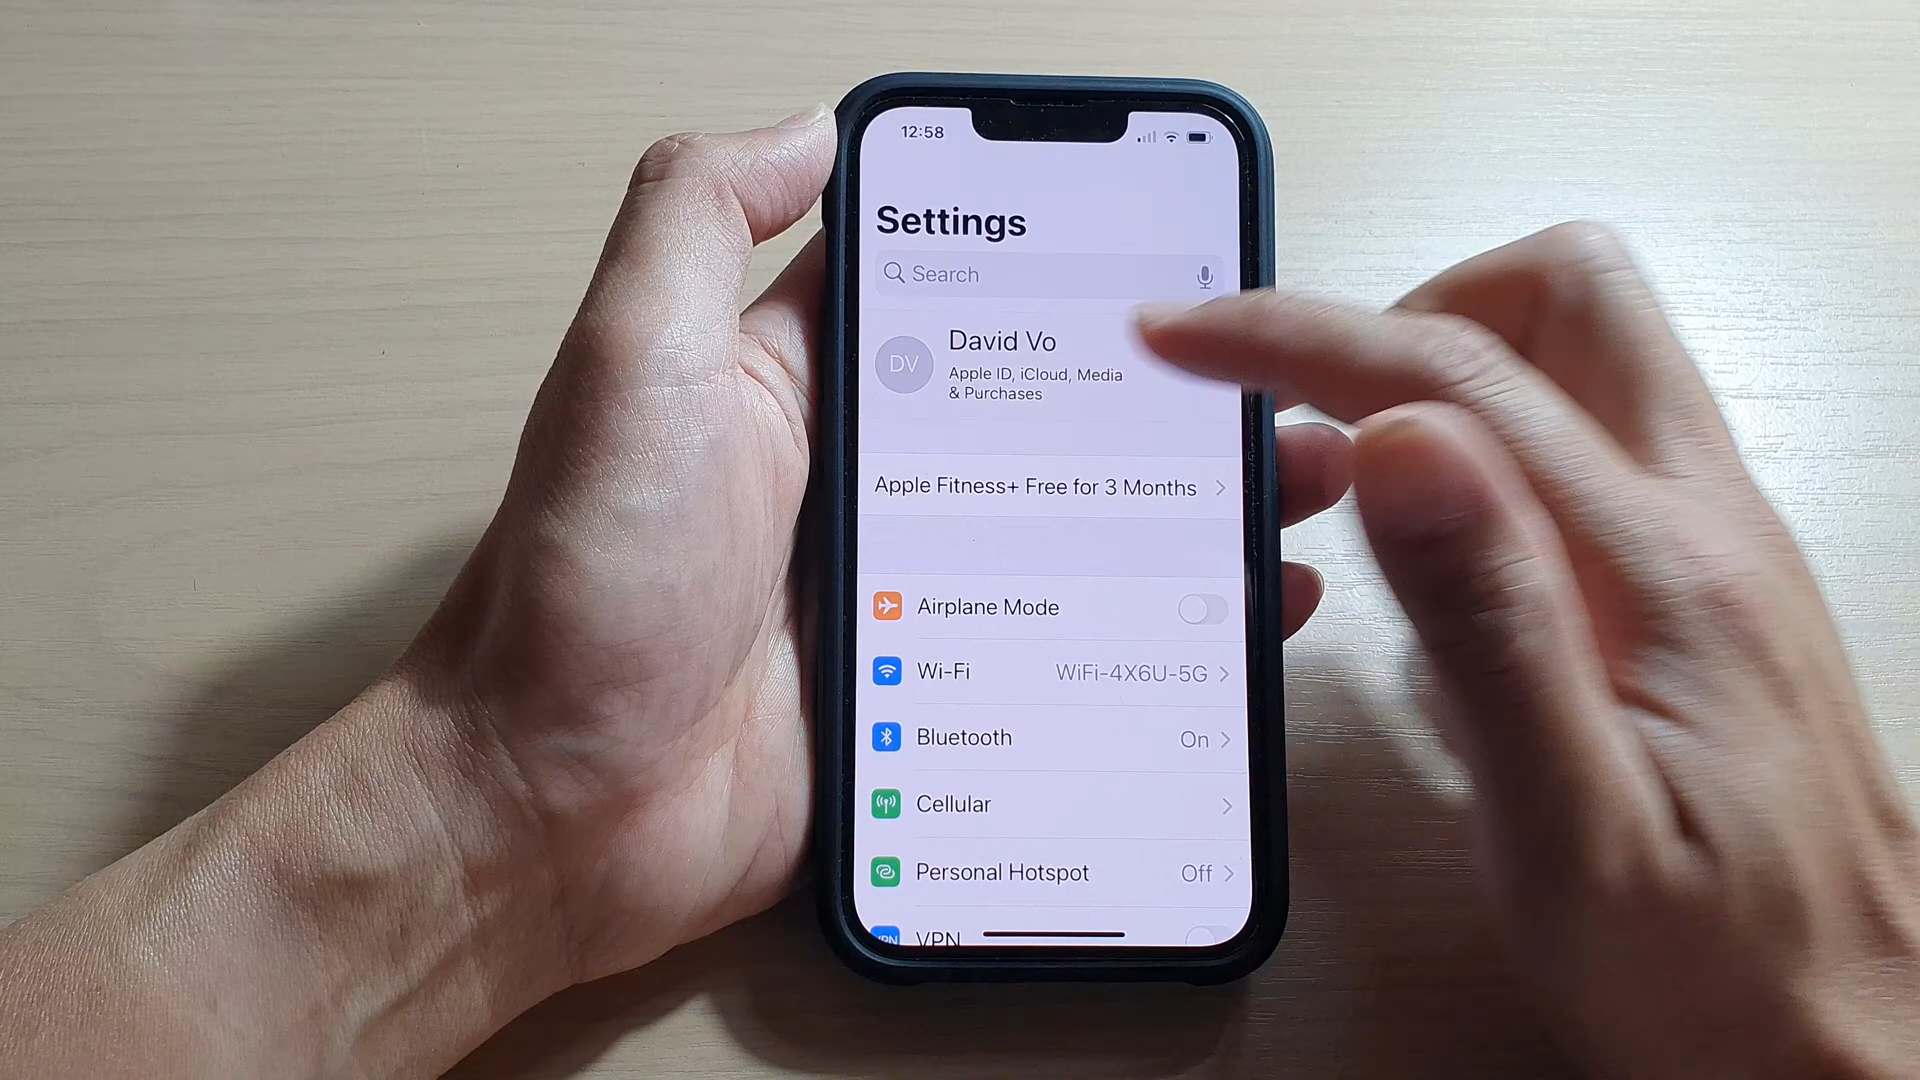 12:58
Settings
Search
David Vo
DV
Apple ID, iCloud, Media
& Purchases
Apple Fitness+ Free for 3 Months
Airplane Mode
Wi-Fi WiFi-4X6U-5G
Bluetooth On
Cellular
Personal Hotspot Off
VPN VPN